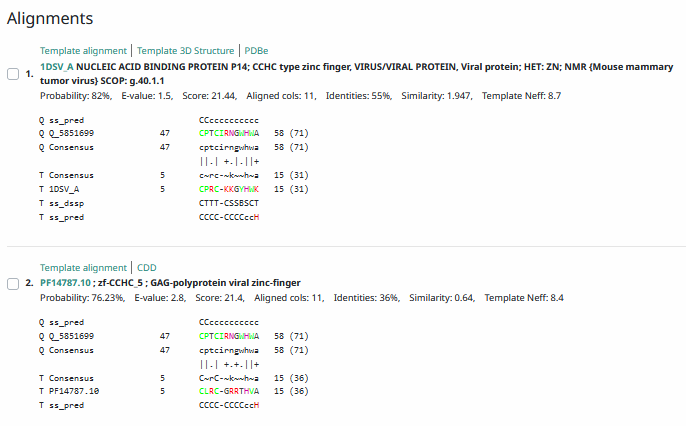 Alignments
Template alignment | Template 3D Structure | PDBe
1. 1DSV_A NUCLEIC ACID BINDING PROTEIN P14; CCHC type zinc finger, VIRUS/VIRAL PROTEIN, Viral protein; HET: ZN; NMR {Mouse mammary
tumor virus} SCOP: g.40.1.1
Probability: 82%, E-value: 1.5, Score: 21.44, Aligned cols: 11, Identities: 55%, Similarity: 1.947, Template Neff: 8.7
Q ss_pred CCcccccccccc
Q Q_5851699 47 CPTCIRNGWHWA 58 (71)
Q Consensus 47 cptcirngwhwa 58 (71)
||.| +.|.||+
T Consensus 5 c~rc-~k~~h~a 15 (31)
T 1DSV_A 5 CPRC-KKGYHWK 15 (31)
T ss_dssp CTTT-CSSBSCT
T ss_pred CCCC-CCCCccH
Template alignment | CDD
2. PF14787.10 ; zf-CCHC_5 ; GAG-polyprotein viral zinc-finger
Probability: 76.23%, E-value: 2.8, Score: 21.4, Aligned cols: 11, Identities: 36%, Similarity: 0.64, Template Neff: 8.4
Q ss_pred CCcccccccccc
Q Q_5851699 47 CPTCIRNGWHWA 58 (71)
Q Consensus 47 cptcirngwhwa 58 (71)
||.| +.+.||+
T Consensus 5 C~rC-~k~~h~a 15 (36)
T PF14787.10 5 CLRC-GRRTHVA 15 (36)
T ss_pred CCCC-CCCCccH